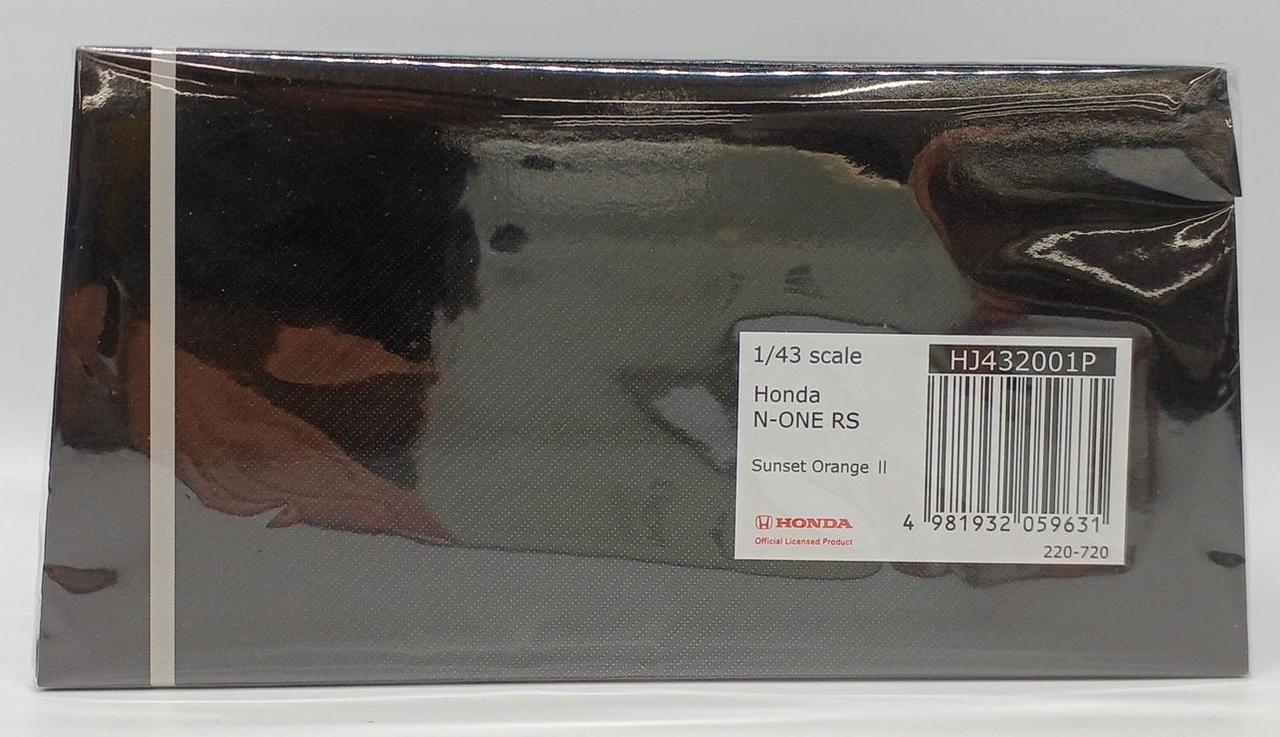 1/43 scale
HJ432001P
Honda
N-ONE RS
Sunset Orange II
HONDA
Official Licensed Product
4 981932 059631
220-720